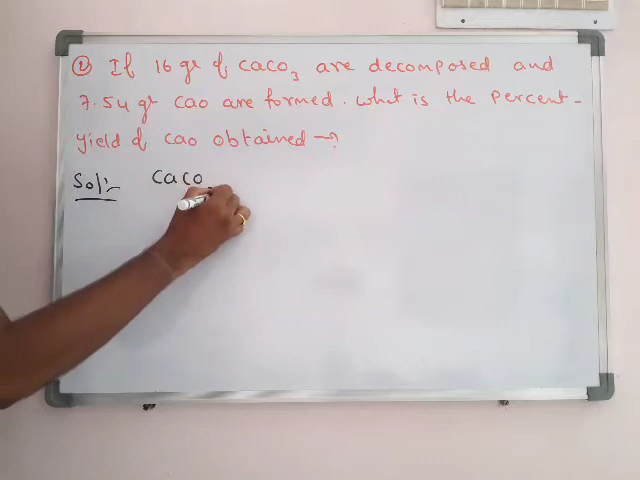 ① If 16 gr of caco3 are decomposed and
7.54 gr cao are formed. what is the percent-
yield of cao obtained →?
Sol:- caco